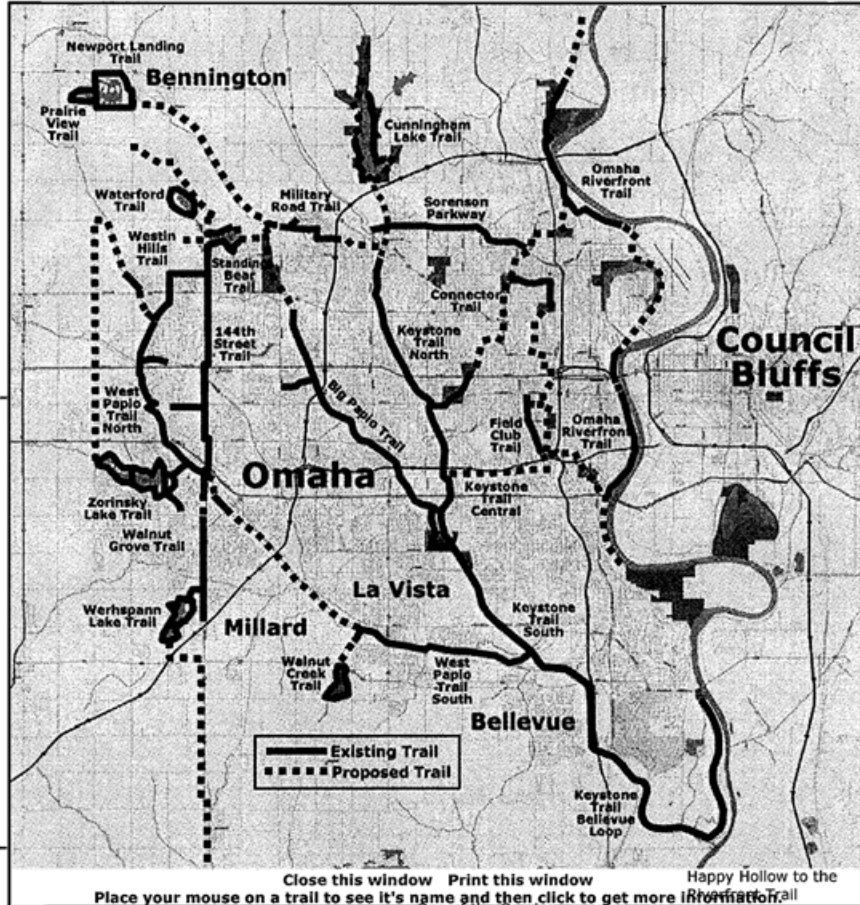 Newport Landing
Trail
Bennington
Prairie
View
Trail
Cunningham
Lake Trail
Omaha
Riverfront
Trail
Waterford
Trail
Military
Road Trail
Sorenson
Parkway
Westin
Hills
Trail
Standing
Bear
Trail
Connector
Trail
144th
Street
Trail
Keystone
Trail
North
Council
Bluffs
West
Papio
Trail
North
Big Papio Trail
Field
Club
Trail
Omaha
Riverfront
Trail
Omaha
Keystone
Trail
Central
Zorinsky
Lake Trail
Walnut
Grove Trail
La Vista
Werhspann
Lake Trail
Millard
Keystone
Trail
South
Walnut
Creek
Trail
West
Papio
Trail
South
Bellevue
Existing Trail
Proposed Trail
Keystone
Trail
Bellevue
Loop
Close this window Print this window
Happy Hollow to the
Riverfront Trail
Place your mouse on a trail to see it's name and then click to get more information.